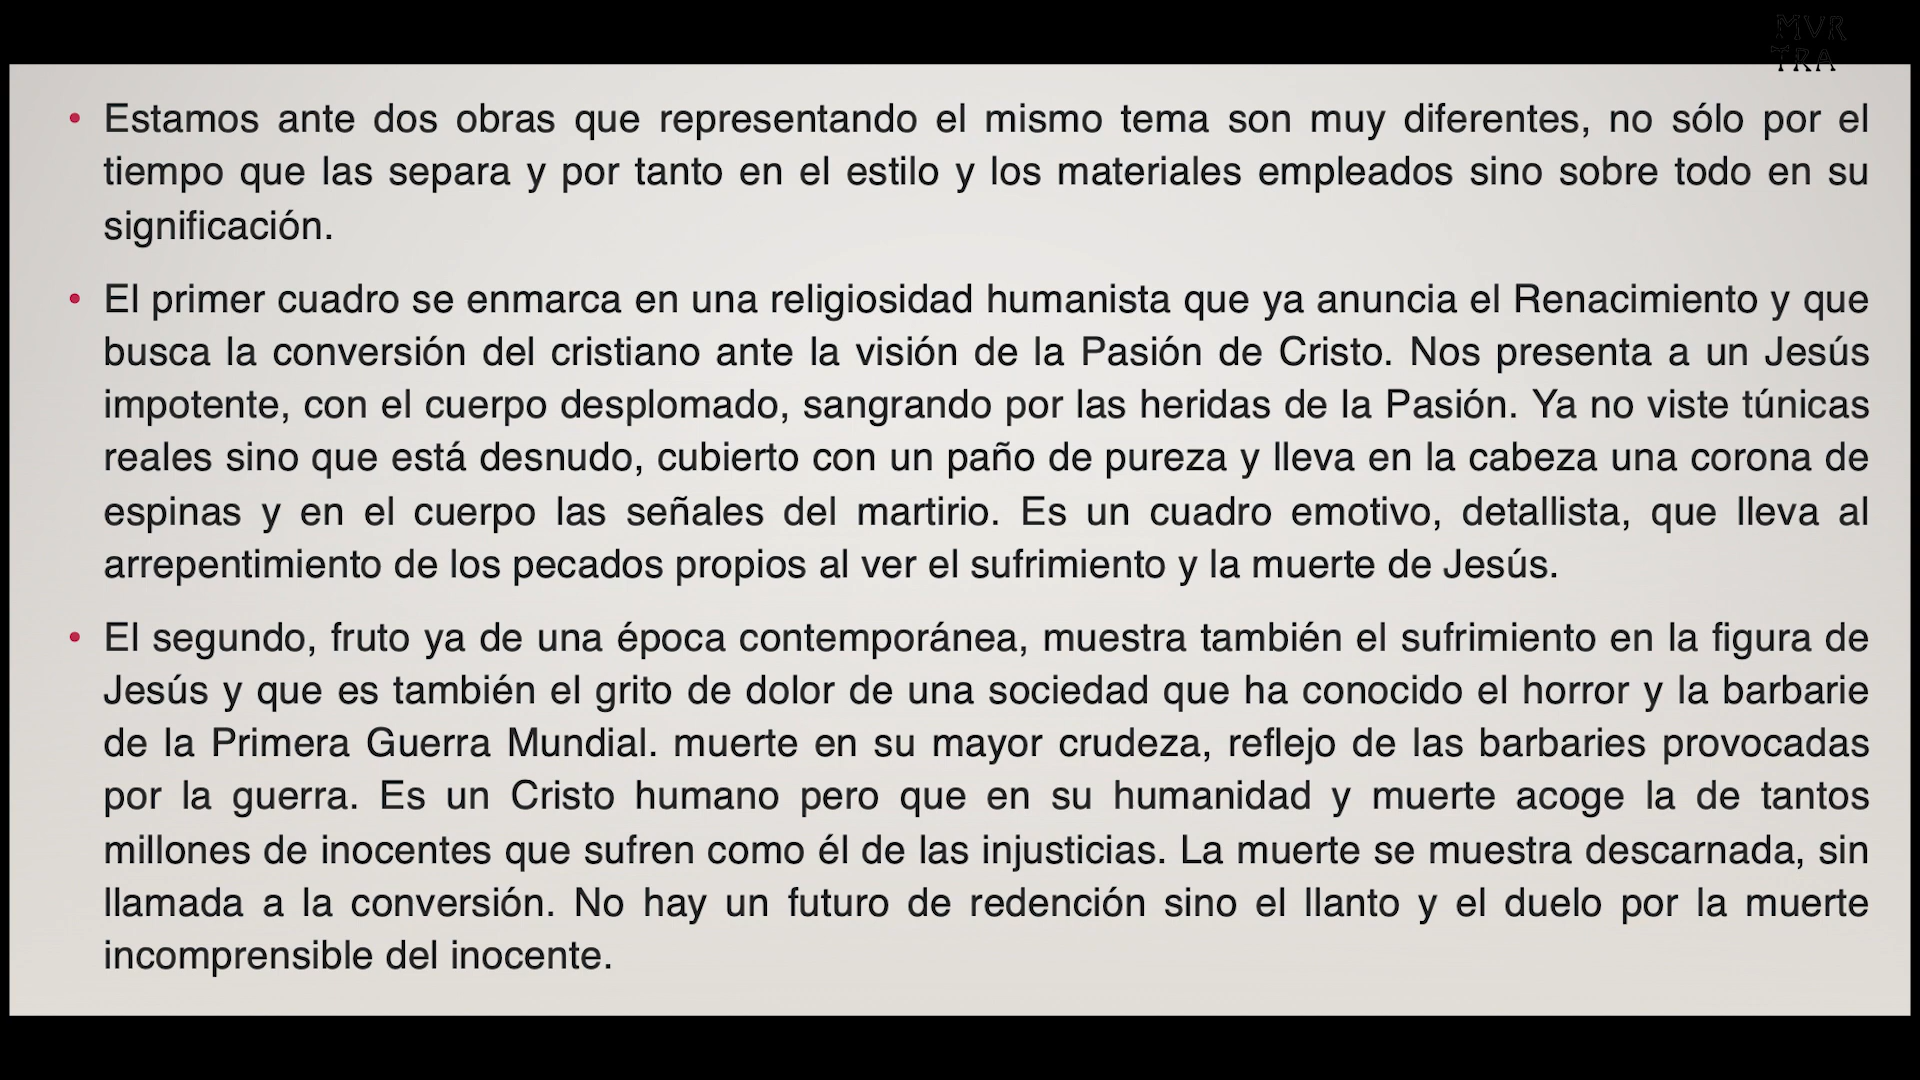 MVR
TRA
• Estamos ante dos obras que representando el mismo tema son muy diferentes, no sólo por el
tiempo que las separa y por tanto en el estilo y los materiales empleados sino sobre todo en su
significación.
• El primer cuadro se enmarca en una religiosidad humanista que ya anuncia el Renacimiento y que
busca la conversión del cristiano ante la visión de la Pasión de Cristo. Nos presenta a un Jesús
impotente, con el cuerpo desplomado, sangrando por las heridas de la Pasión. Ya no viste túnicas
reales sino que está desnudo, cubierto con un paño de pureza y lleva en la cabeza una corona de
espinas y en el cuerpo las señales del martirio. Es un cuadro emotivo, detallista, que lleva al
arrepentimiento de los pecados propios al ver el sufrimiento y la muerte de Jesús.
• El segundo, fruto ya de una época contemporánea, muestra también el sufrimiento en la figura de
Jesús y que es también el grito de dolor de una sociedad que ha conocido el horror y la barbarie
de la Primera Guerra Mundial. muerte en su mayor crudeza, reflejo de las barbaries provocadas
por la guerra. Es un Cristo humano pero que en su humanidad y muerte acoge la de tantos
millones de inocentes que sufren como él de las injusticias. La muerte se muestra descarnada, sin
llamada a la conversión. No hay un futuro de redención sino el llanto y el duelo por la muerte
incomprensible del inocente.